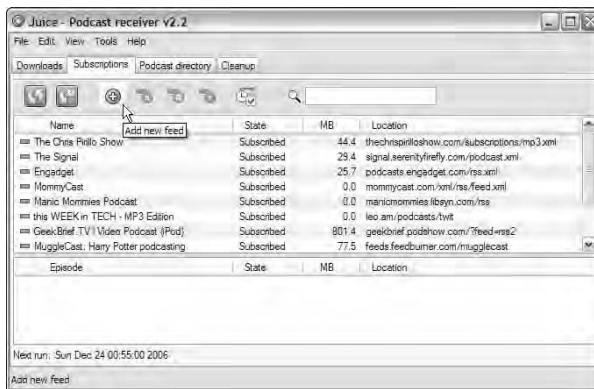 Juice - Podcast receiver v2.2
File Edit View Tools Help
Downloads Subscriptions Podcast directory Cleanup
Add new feed
Name State MB Location
The Chris Pirillo Show Subscribed 44.4 thechrispirilloshow.com/subscriptions/mp3.xml
The Signal Subscribed 29.4 signal.serenityfirefly.com/podcast.xml
Engadget Subscribed 25.7 podcasts.engadget.com/rss.xml
MommyCast Subscribed 0.0 mommycast.com/xml/rss/feed.xml
Manic Mommies Podcast Subscribed 0.0 manicmommies.libsyn.com/rss
this WEEK in TECH - MP3 Edition Subscribed 0.0 leo.am/podcasts/twit
GeekBrief.TV | Video Podcast (iPod) Subscribed 801.4 geekbrief.podshow.com/?feed=rss2
MuggleCast: Harry Potter podcasting Subscribed 77.5 feeds.feedburner.com/mugglecast
Episode State MB Location
Next run: Sun Dec 24 00:55:00 2006
Add new feed